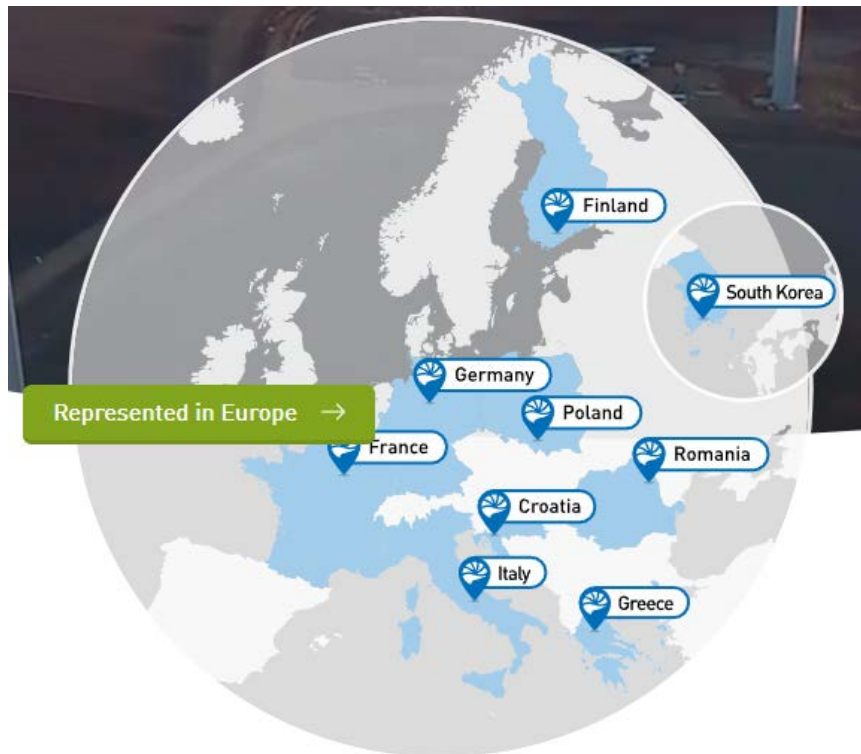 Finland
South Korea
Germany
Represented in Europe →
Poland
France
Romania
Croatia
Italy
Greece